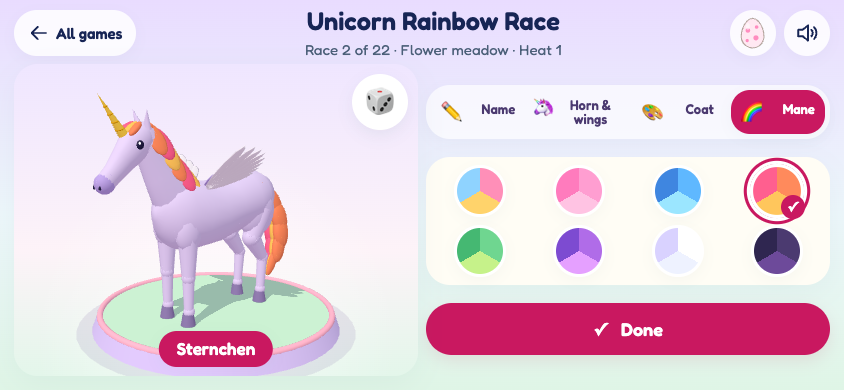 All games
Unicorn Rainbow Race
Race 2 of 22 · Flower meadow · Heat 1
Name
Horn &
wings
Coat
Mane
Done
Sternchen